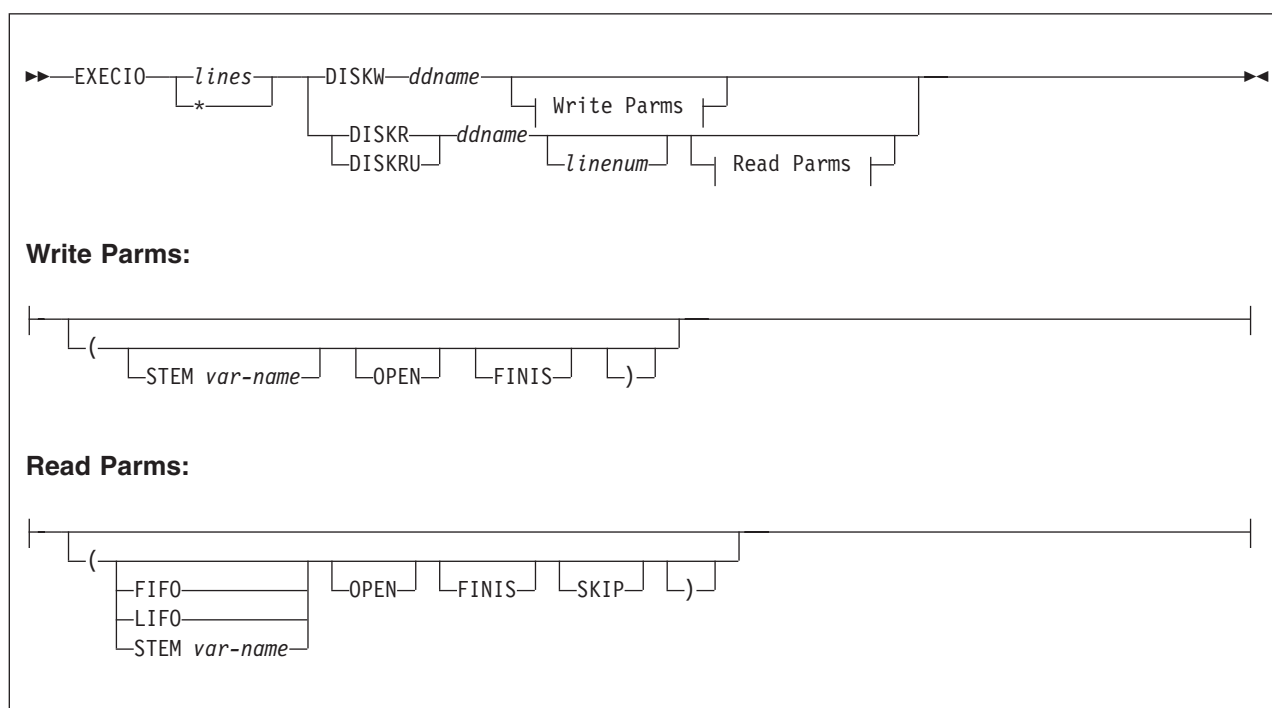 EXECIO lines DISKW ddname
* Write Parms
DISKR ddname
DISKRU linenum Read Parms
Write Parms:
(
STEM var-name OPEN FINIS )
Read Parms:
(
FIFO OPEN FINIS SKIP )
LIFO
STEM var-name